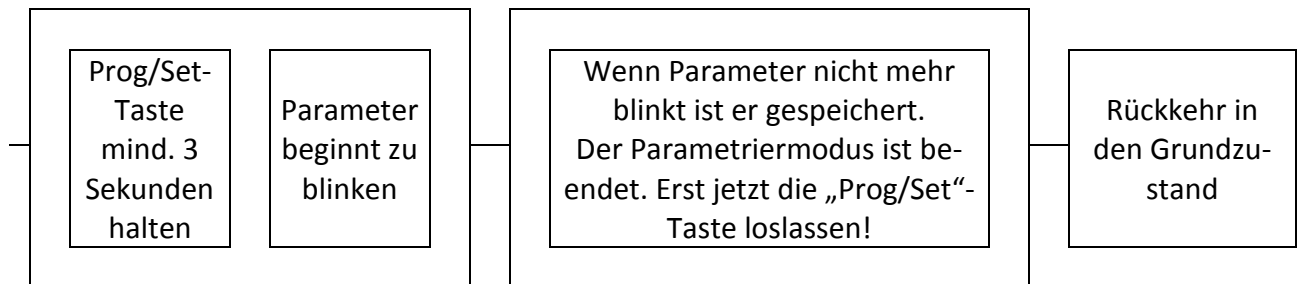 Prog/Set-
Taste
mind. 3
Sekunden
halten
Parameter
beginnt zu
blinken
Wenn Parameter nicht mehr
blinkt ist er gespeichert.
Der Parametriermodus ist be-
endet. Erst jetzt die „Prog/Set“-
Taste loslassen!
Rückkehr in
den Grundzu-
stand